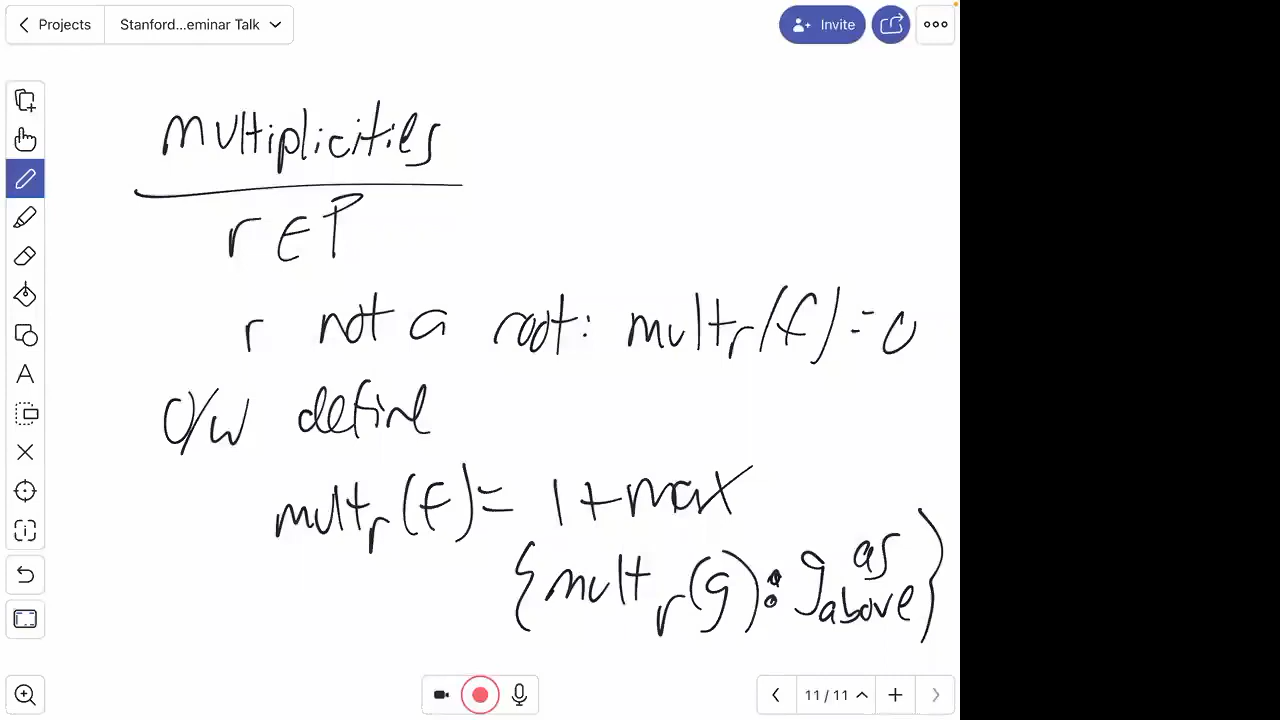 Projects
Stanford...eminar Talk
Invite
multiplicities
r ∈ P
r not a root: mult_r(f) = 0
O/w define
mult_r(f) = 1 + max
{mult_r(g) : g as above}
11 / 11